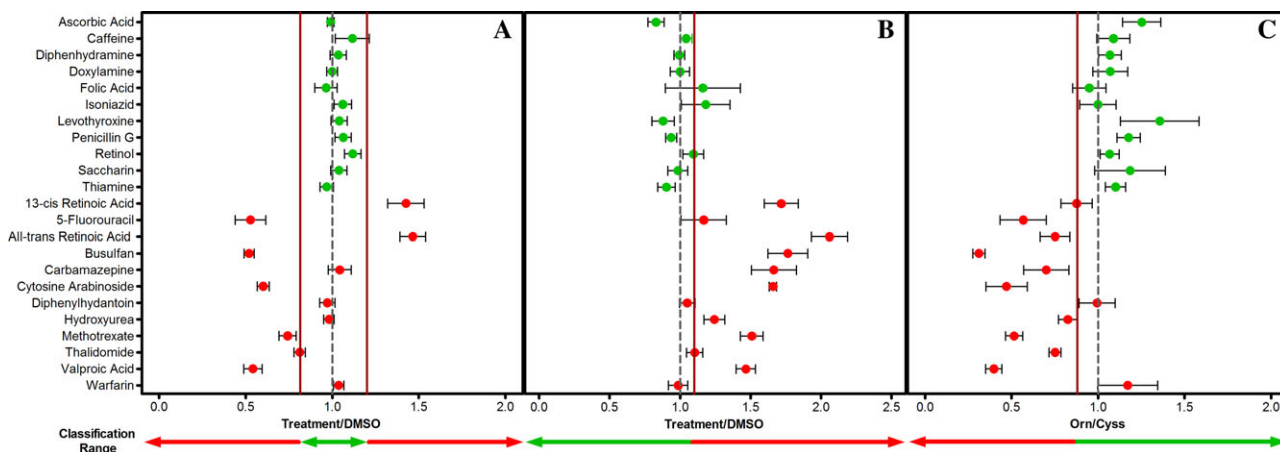 A
B
C
Ascorbic Acid
Caffeine
Diphenhydramine
Doxylamine
Folic Acid
Isoniazid
Levothyroxine
Penicillin G
Retinol
Saccharin
Thiamine
13-cis Retinoic Acid
5-Fluorouracil
All-trans Retinoic Acid
Busulfan
Carbamazepine
Cytosine Arabinoside
Diphenylhydantoin
Hydroxyurea
Methotrexate
Thalidomide
Valproic Acid
Warfarin
0.0 0.5 1.0 1.5 2.0 0.0 0.5 1.0 1.5 2.0 2.5 0.0 0.5 1.0 1.5 2.0
Treatment/DMSO Treatment/DMSO Orn/Cyss
Classification
Range